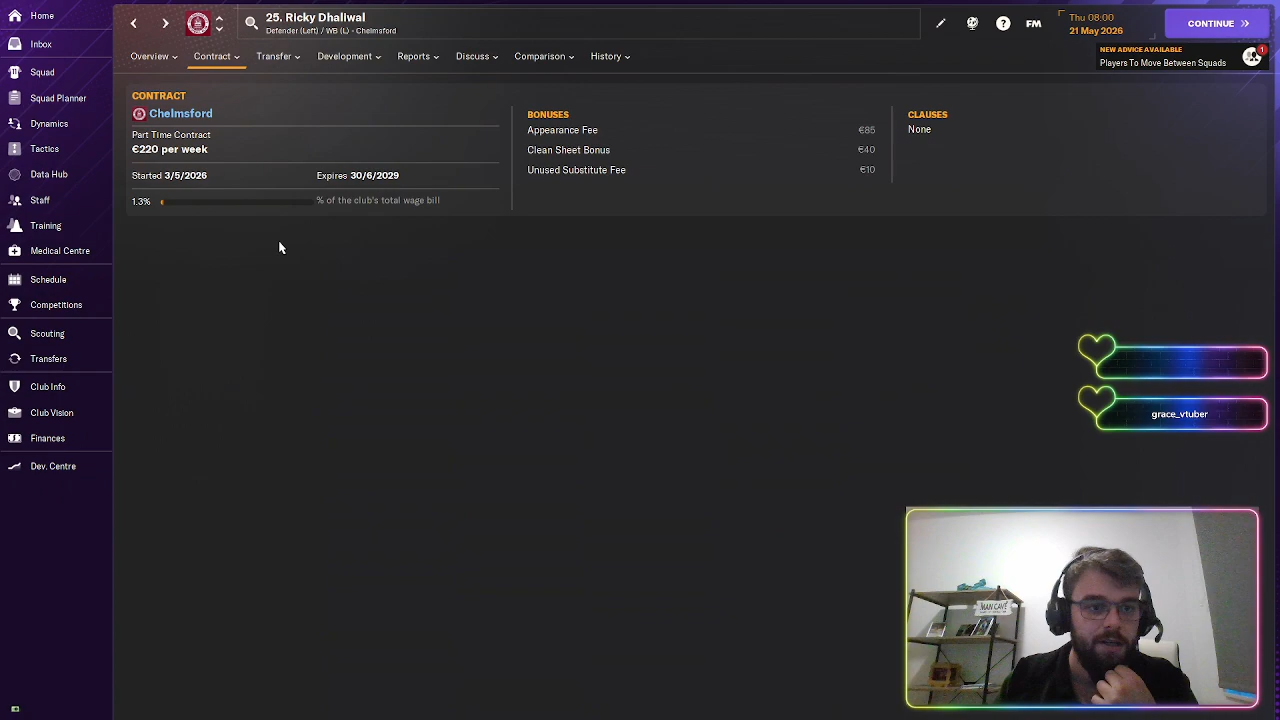 Home
Inbox
Squad
Squad Planner
Dynamics
Tactics
Data Hub
Staff
Training
Medical Centre
Schedule
Competitions
Scouting
Transfers
Club Info
Club Vision
Finances
Dev. Centre
25. Ricky Dhaliwal
Defender (Left) / WB (L) - Chelmsford
FM
Thu 08:00
21 May 2026
CONTINUE
Overview
Contract
Transfer
Development
Reports
Discuss
Comparison
History
NEW ADVICE AVAILABLE
Players To Move Between Squads
1
CONTRACT
Chelmsford
Part Time Contract
€220 per week
Started 3/5/2026
Expires 30/6/2029
1.3%
% of the club's total wage bill
BONUSES
Appearance Fee €85
Clean Sheet Bonus €40
Unused Substitute Fee €10
CLAUSES
None
grace_vtuber
MAN CAVE